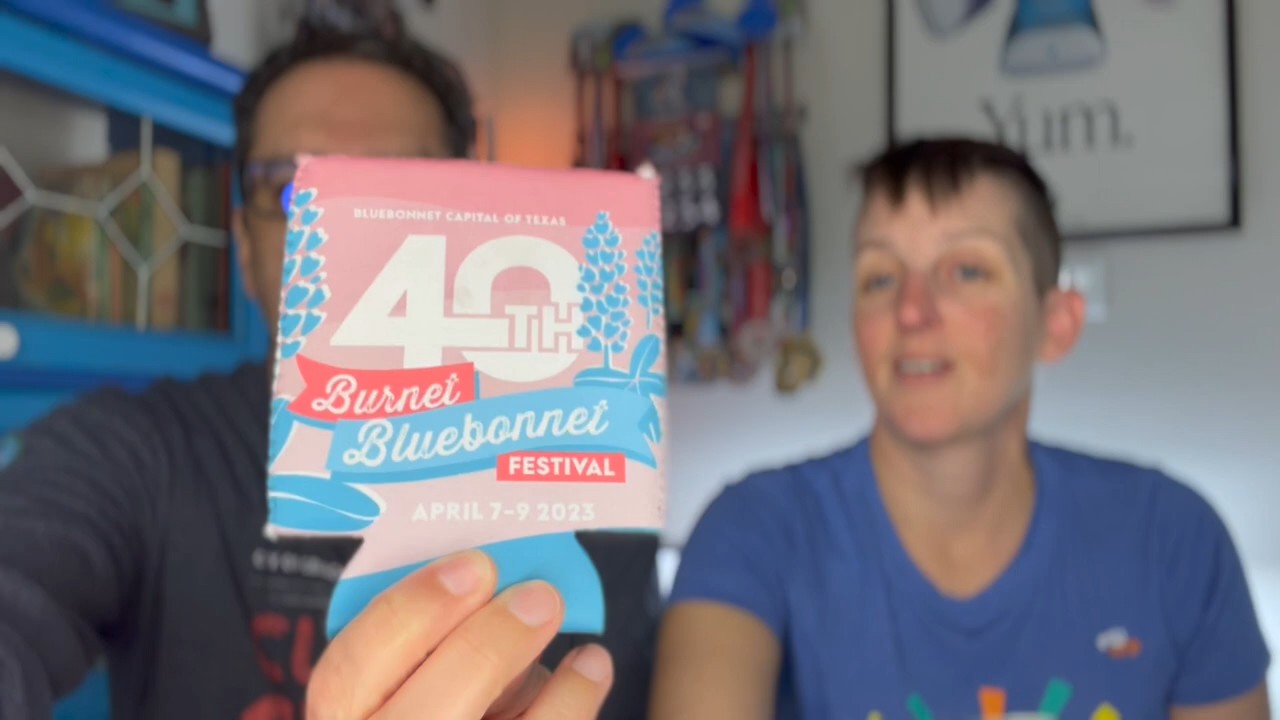 Yum.
BLUEBONNET CAPITAL OF TEXAS
40TH
Burnet
Bluebonnet
FESTIVAL
APRIL 7-9 2023